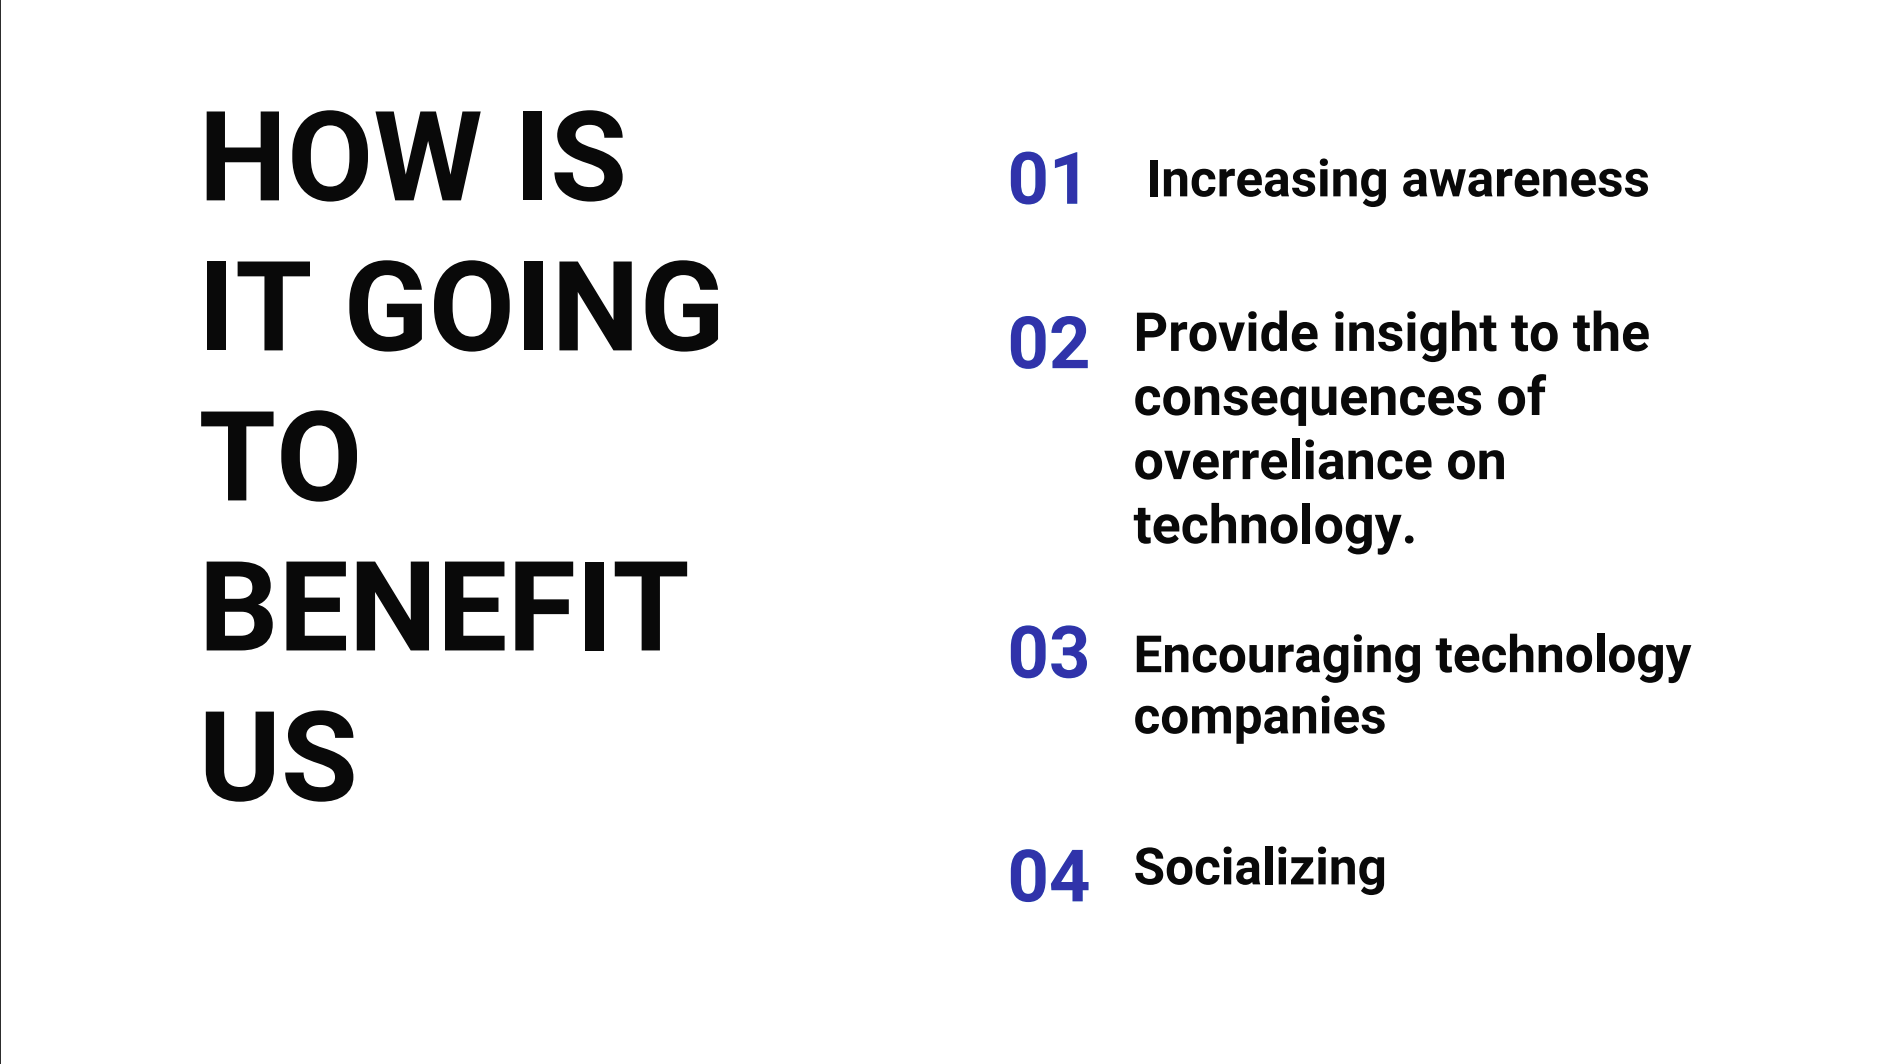 HOW IS
IT GOING
TO
BENEFIT
US
01 Increasing awareness
02 Provide insight to the
consequences of
overreliance on
technology.
03 Encouraging technology
companies
04 Socializing